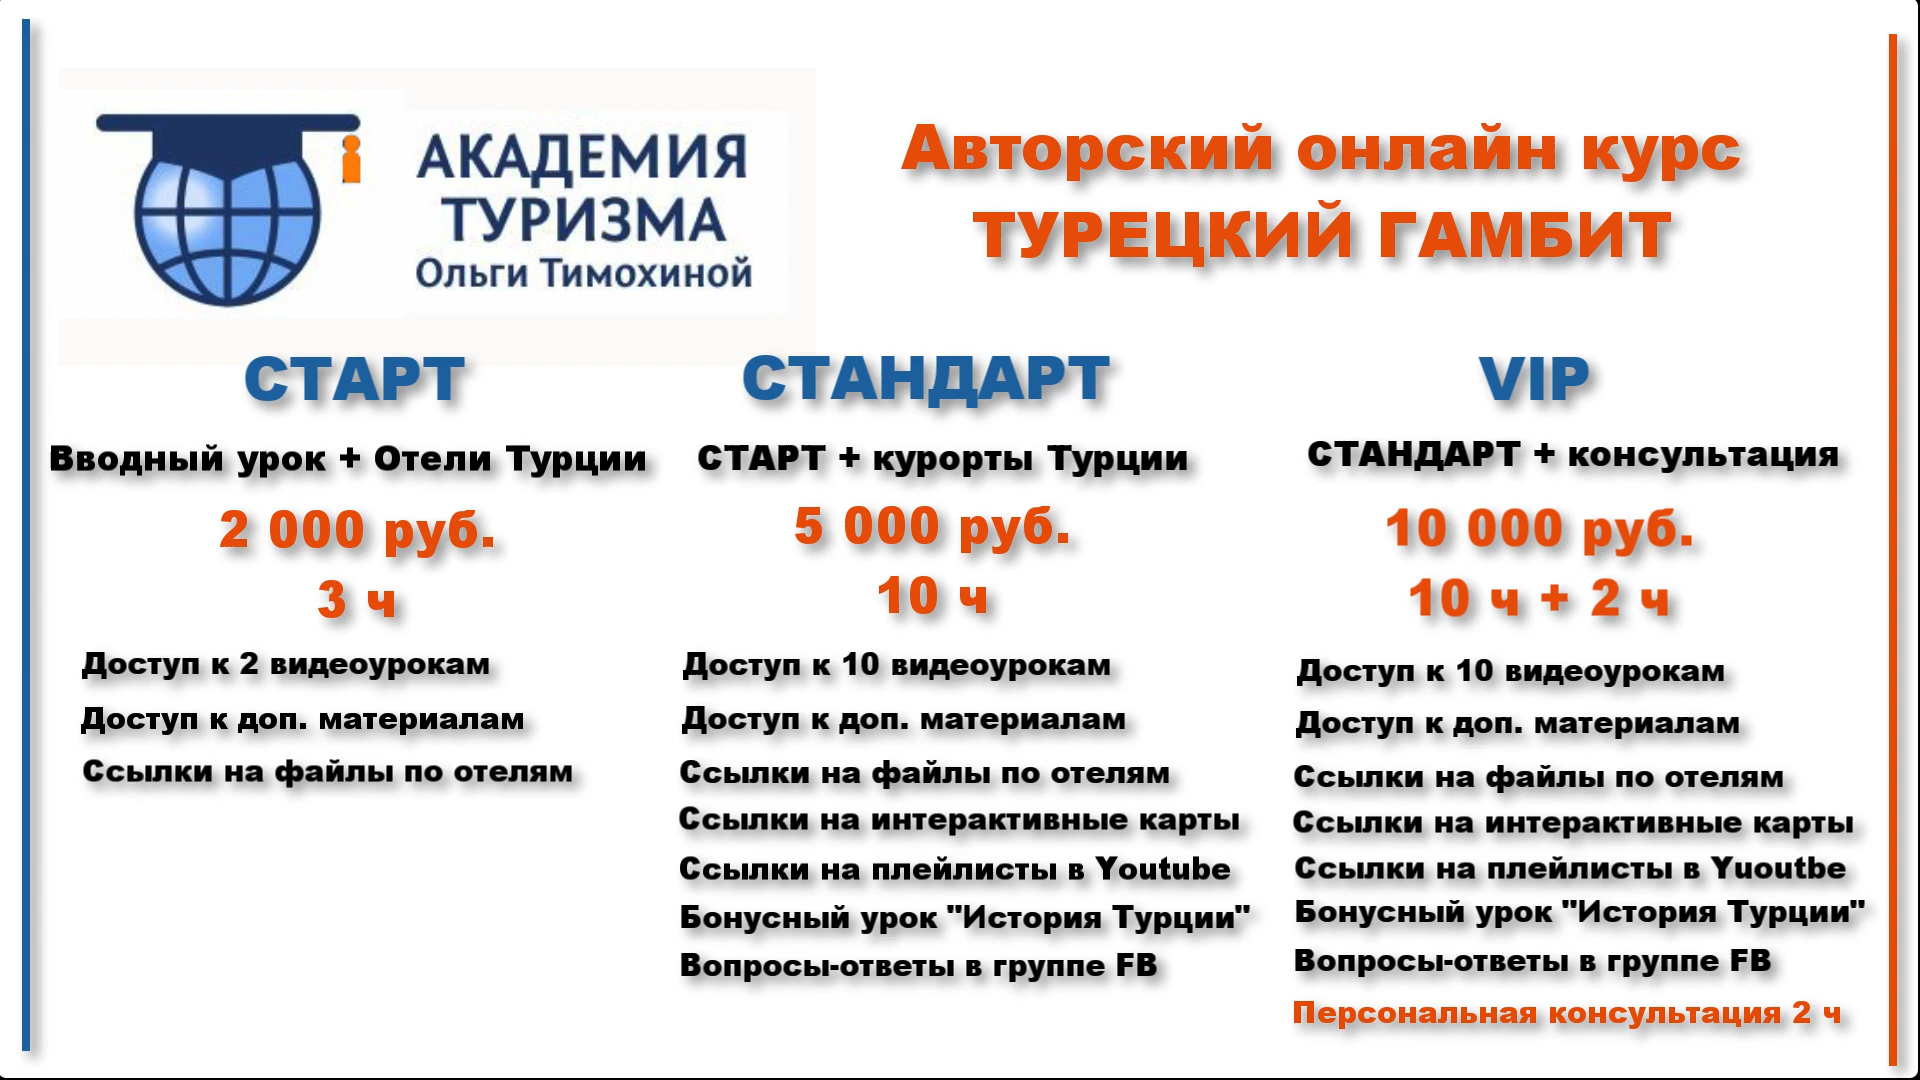 АКАДЕМИЯ
ТУРИЗМА
Ольги Тимохиной
Авторский онлайн курс
ТУРЕЦКИЙ ГАМБИТ
СТАРТ
Вводный урок + Отели Турции
2 000 руб.
3 ч
Доступ к 2 видеоурокам
Доступ к доп. материалам
Ссылки на файлы по отелям
СТАНДАРТ
СТАРТ + курорты Турции
5 000 руб.
10 ч
Доступ к 10 видеоурокам
Доступ к доп. материалам
Ссылки на файлы по отелям
Ссылки на интерактивные карты
Ссылки на плейлисты в Youtube
Бонусный урок "История Турции"
Вопросы-ответы в группе FB
VIP
СТАНДАРТ + консультация
10 000 руб.
10 ч + 2 ч
Доступ к 10 видеоурокам
Доступ к доп. материалам
Ссылки на файлы по отелям
Ссылки на интерактивные карты
Ссылки на плейлисты в Yuoutbe
Бонусный урок "История Турции"
Вопросы-ответы в группе FB
Персональная консультация 2 ч